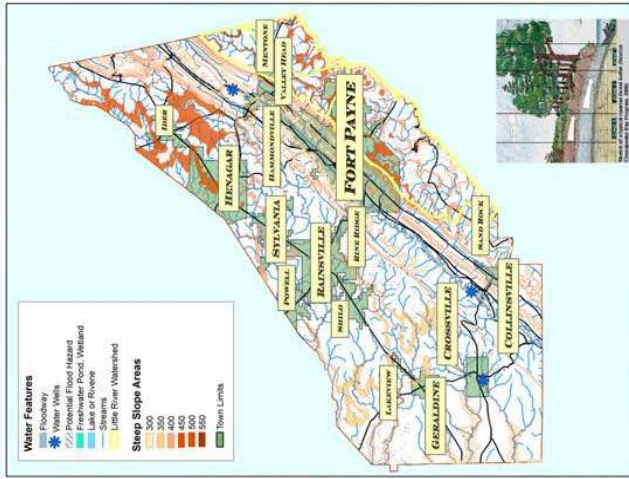 Water Features
Floodway
Water Wells
Potential Flood Hazard
Freshwater Pond, Wetland
Lake or Riverine
Streams
Little River Watershed
Steep Slope Areas
300
350
400
450
500
550
Town Limits
IDER
HENAGAR
MENTONE
VALLEY HEAD
HAMMONDVILLE
SYLVANIA
POWELL
RAINSVILLE
SHILO
PINE RIDGE
FORT PAYNE
LAKEVIEW
GERALDINE
CROSSVILLE
SAND ROCK
COLLINSVILLE